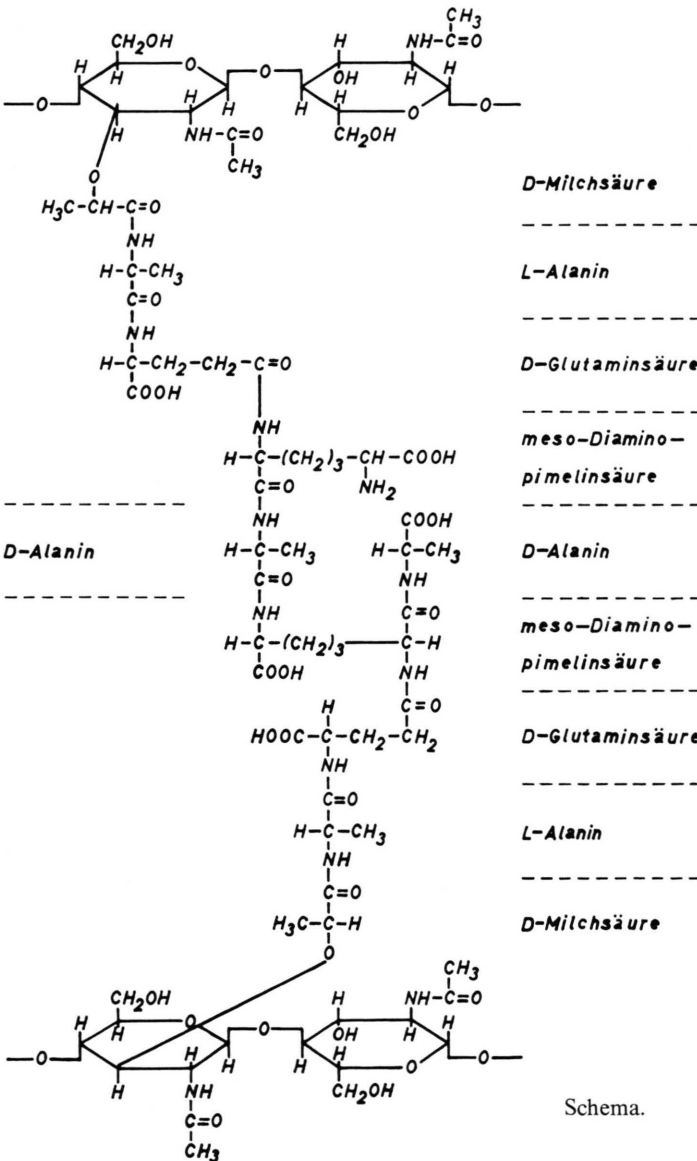 CH3
CH2OH H NH-C=O
H H O H OH H H
-O- H O O -O-
H NH-C=O CH2OH
CH3
O
H3C-CH-C=O D-Milchsäure
NH
H-C-CH3 L-Alanin
C=O
NH
H-C-CH2-CH2-C=O D-Glutaminsäure
COOH
NH meso-Diamino-
H-C-(CH2)3-CH-COOH pimelinsäure
C=O NH2
NH COOH
D-Alanin H-C-CH3 H-C-CH3 D-Alanin
C=O NH
NH C=O meso-Diamino-
H-C-(CH2)3-C-H pimelinsäure
COOH NH
H C=O
HOOC-C-CH2-CH2 D-Glutaminsäure
NH
C=O
H-C-CH3 L-Alanin
NH
C=O
H3C-C-H D-Milchsäure
O
CH3
CH2OH H NH-C=O
H H O H OH H H
-O- H H O H H O -O-
H NH CH2OH
C=O Schema.
CH3